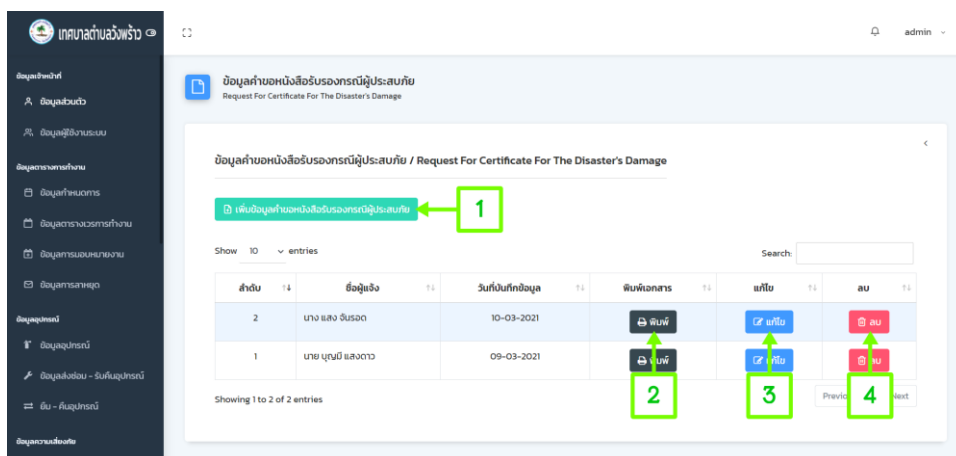 เทศบาลตำบลวังพร้าว
admin
ข้อมูลเจ้าหน้าที่
ข้อมูลส่วนตัว
ข้อมูลผู้ใช้งานระบบ
ข้อมูลตารางการทำงาน
ข้อมูลกำหนดการ
ข้อมูลตารางเวรการทำงาน
ข้อมูลการมอบหมายงาน
ข้อมูลการลาหยุด
ข้อมูลอุปกรณ์
ข้อมูลอุปกรณ์
ข้อมูลส่งซ่อม - รับคืนอุปกรณ์
ยืม - คืนอุปกรณ์
ข้อมูลความเสี่ยงภัย
ข้อมูลคำขอหนังสือรับรองกรณีผู้ประสบภัย
Request For Certificate For The Disaster's Damage
ข้อมูลคำขอหนังสือรับรองกรณีผู้ประสบภัย / Request For Certificate For The Disaster's Damage
เพิ่มข้อมูลคำขอหนังสือรับรองกรณีผู้ประสบภัย 1
Show 10 entries Search:
ลำดับ ชื่อผู้แจ้ง วันที่บันทึกข้อมูล พิมพ์เอกสาร แก้ไข ลบ
2 นาง แสง จันรอด 10-03-2021 พิมพ์ แก้ไข ลบ
1 นาย บุญมี แสงดาว 09-03-2021 พิมพ์ แก้ไข ลบ
2 3 4
Showing 1 to 2 of 2 entries